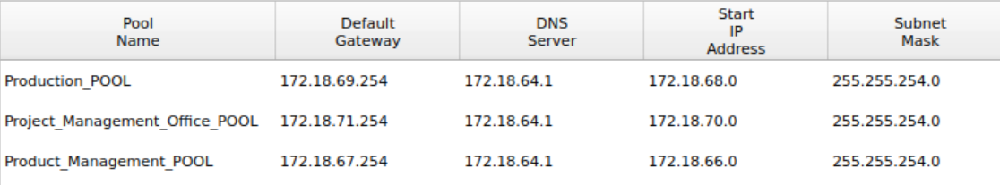 Pool Name Default Gateway DNS Server Start IP Address Subnet Mask
Production_POOL 172.18.69.254 172.18.64.1 172.18.68.0 255.255.254.0
Project_Management_Office_POOL 172.18.71.254 172.18.64.1 172.18.70.0 255.255.254.0
Product_Management_POOL 172.18.67.254 172.18.64.1 172.18.66.0 255.255.254.0